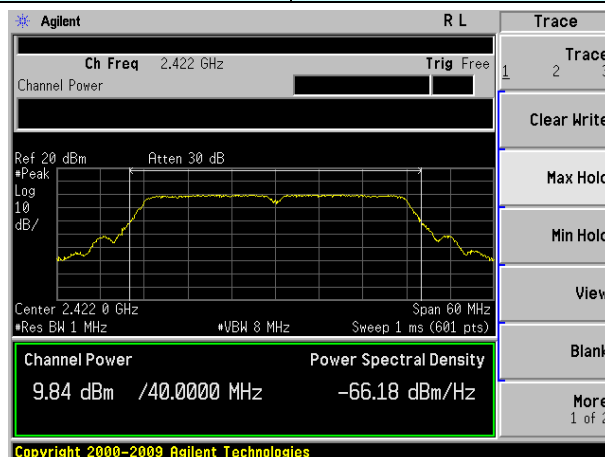 Agilent R L Trace
Ch Freq 2.422 GHz Trig Free
Channel Power
Trace
1 2 3
Clear Write
Ref 20 dBm Atten 30 dB
#Peak
Log
10
dB/
Max Hold
Min Hold
View
Center 2.422 0 GHz Span 60 MHz
#Res BW 1 MHz #VBW 8 MHz Sweep 1 ms (601 pts)
Channel Power Power Spectral Density
9.84 dBm /40.0000 MHz -66.18 dBm/Hz
Blank
More
1 of 2
Copyright 2000-2009 Agilent Technologies